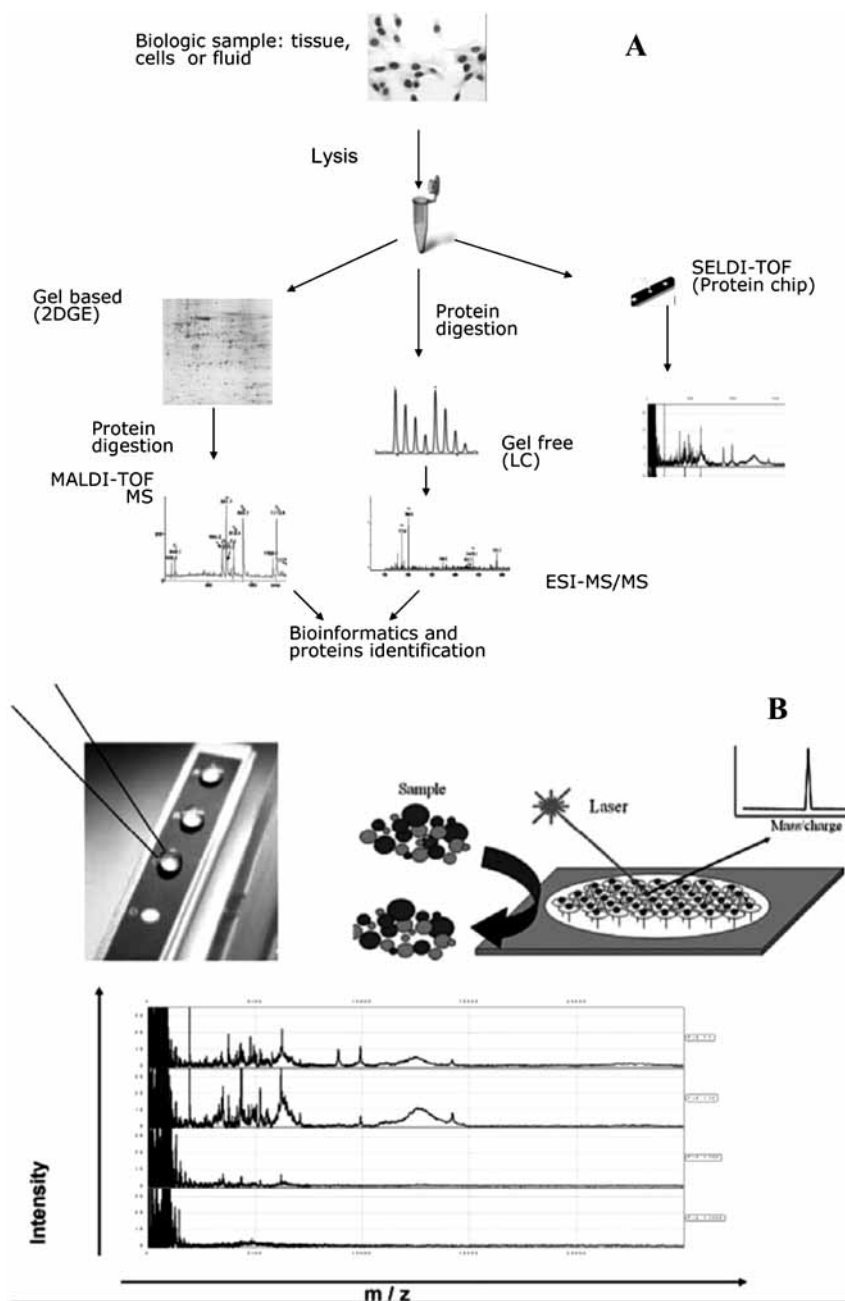 Biologic sample: tissue,
cells or fluid
A
Lysis
Gel based
(2DGE)
Protein
digestion
SELDI-TOF
(Protein chip)
Protein
digestion
Gel free
(LC)
MALDI-TOF
MS
ESI-MS/MS
Bioinformatics and
proteins identification
B
Sample
Laser
Mass/charge
Intensity
m / z